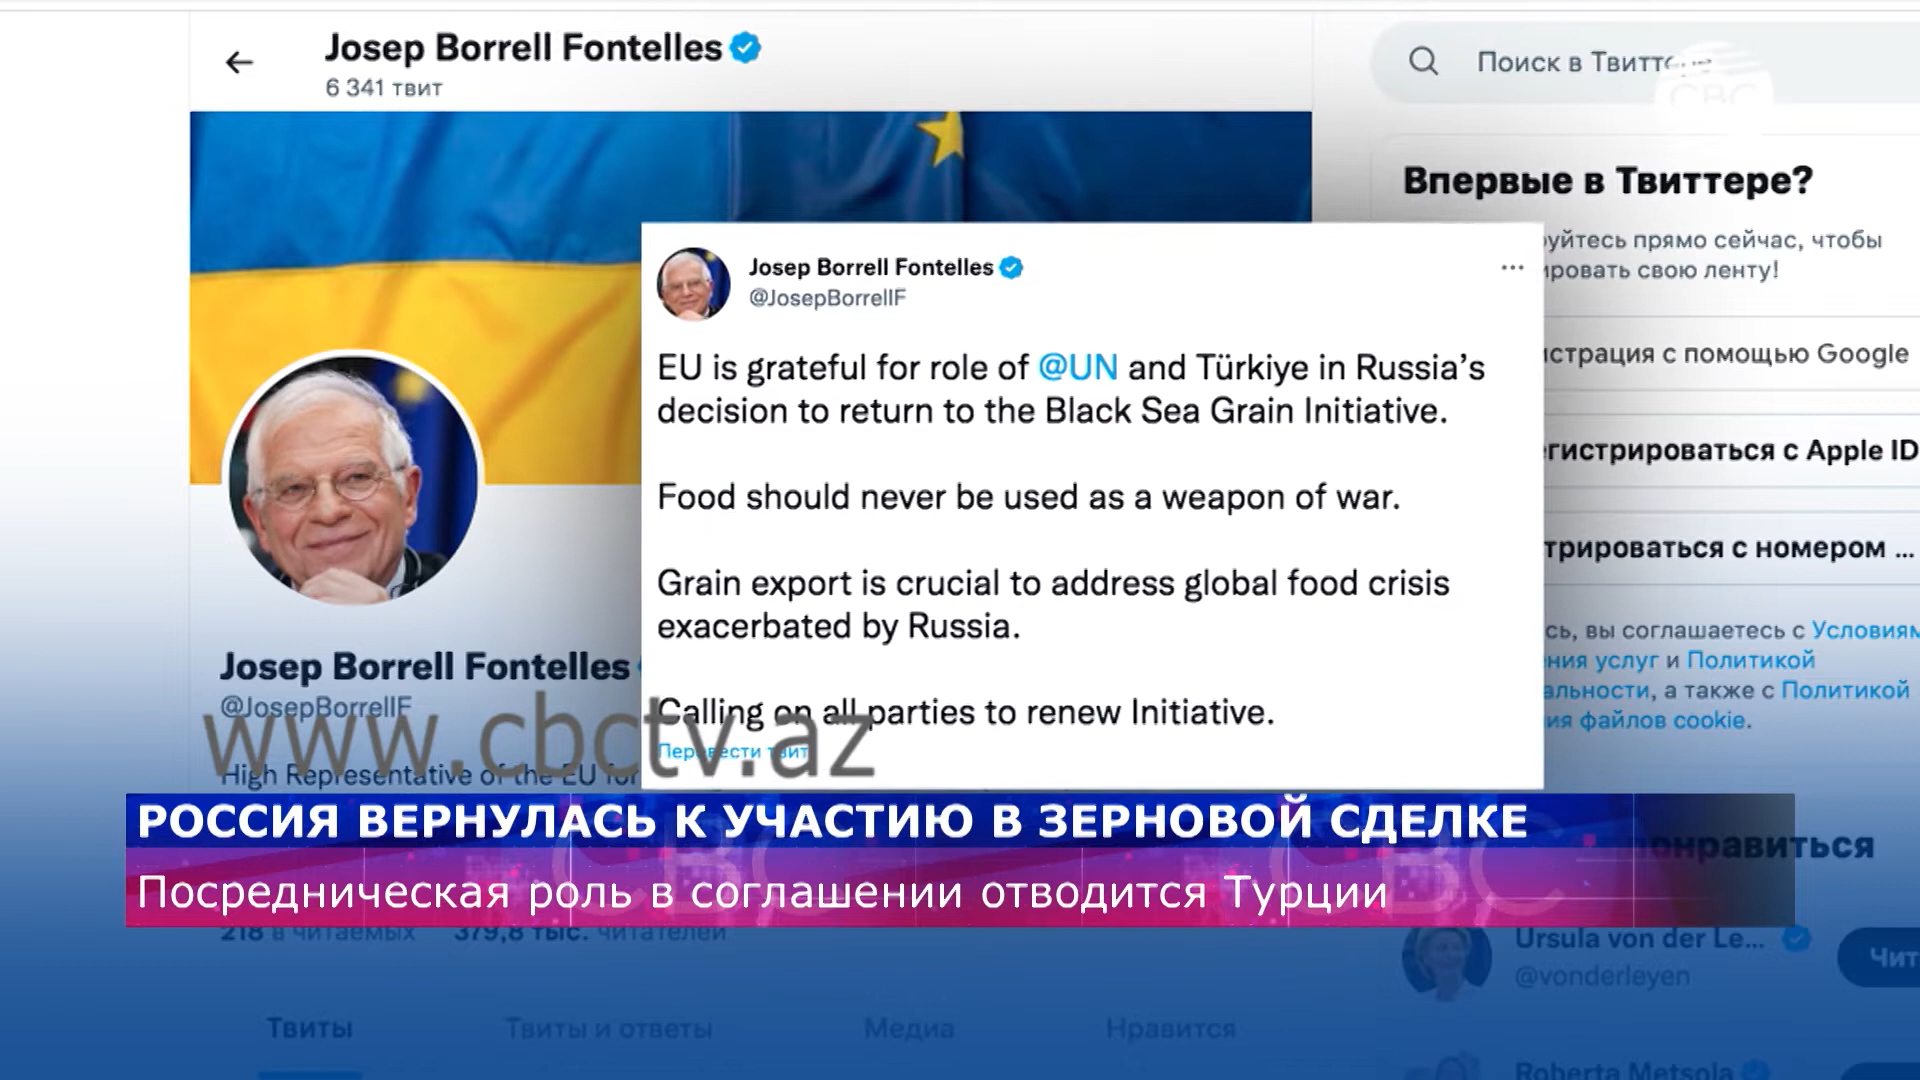 Josep Borrell Fontelles
6 341 твит
Поиск в Твиттере
CBC
Впервые в Твиттере?
руйтесь прямо сейчас, чтобы
ировать свою ленту!
страция с помощью Google
гистрироваться с Apple ID
трироваться с номером ...
сь, вы соглашаетесь с Условиям
ния услуг и Политикой
альности, а также с Политикой
ия файлов cookie.
Josep Borrell Fontelles
@JosepBorrellF
...
EU is grateful for role of @UN and Türkiye in Russia's
decision to return to the Black Sea Grain Initiative.
Food should never be used as a weapon of war.
Grain export is crucial to address global food crisis
exacerbated by Russia.
Calling on all parties to renew Initiative.
Перевести твит
Josep Borrell Fontelles
@JosepBorrellF
www.cbctv.az
High Representative of the EU for
РОССИЯ ВЕРНУЛАСЬ К УЧАСТИЮ В ЗЕРНОВОЙ СДЕЛКЕ
Посредническая роль в соглашении отводится Турции
понравиться
218 в читаемых 379,8 тыс. читателей
Ursula von der Le...
@vonderleyen
Чит
Твиты Твиты и ответы Медиа Нравится
Roberta Metsola